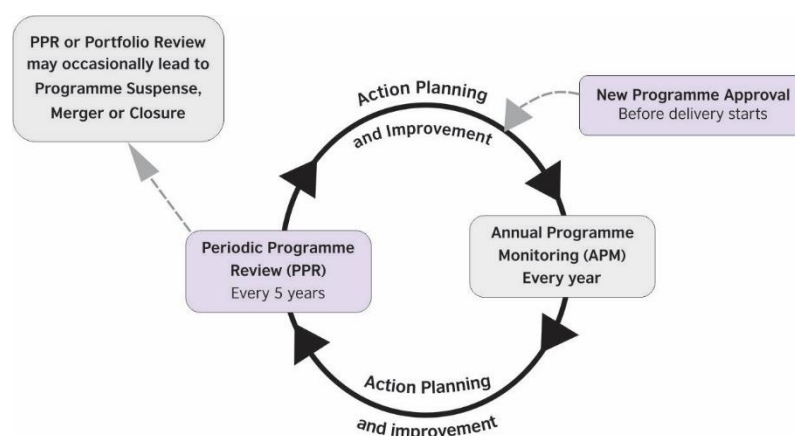 PPR or Portfolio Review
may occasionally lead to
Programme Suspense,
Merger or Closure
Action Planning
and Improvement
New Programme Approval
Before delivery starts
Periodic Programme
Review (PPR)
Every 5 years
Annual Programme
Monitoring (APM)
Every year
Action Planning
and improvement